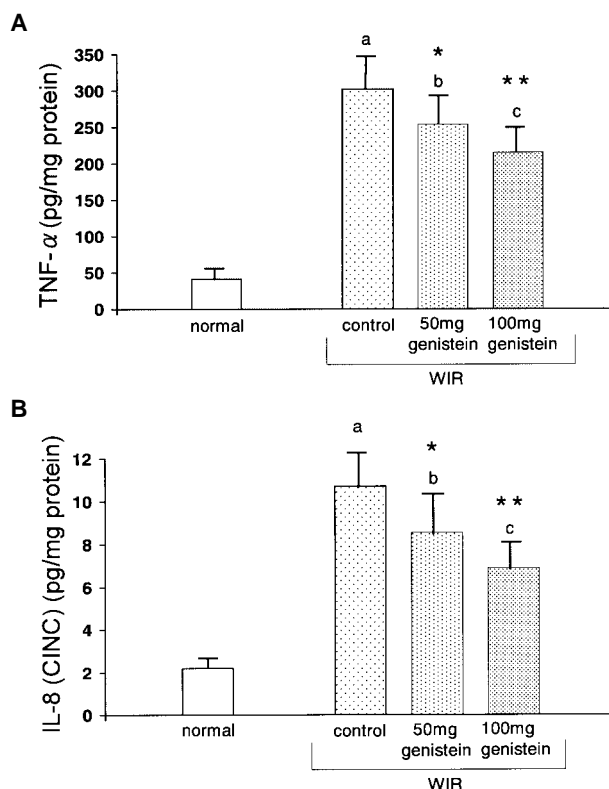 A
TNF-α (pg/mg protein)
350
300
250
200
150
100
50
0
a
*
b
**
c
normal
control
50mg genistein
100mg genistein
WIR
B
IL-8 (CINC) (pg/mg protein)
12
10
8
6
4
2
0
a
*
b
**
c
normal
control
50mg genistein
100mg genistein
WIR